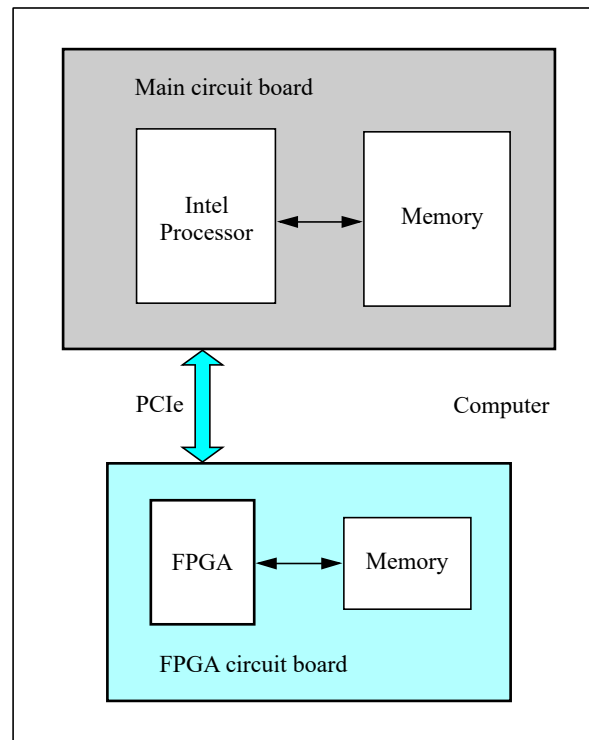 Main circuit board
Intel
Processor
Memory
PCIe
Computer
FPGA
Memory
FPGA circuit board